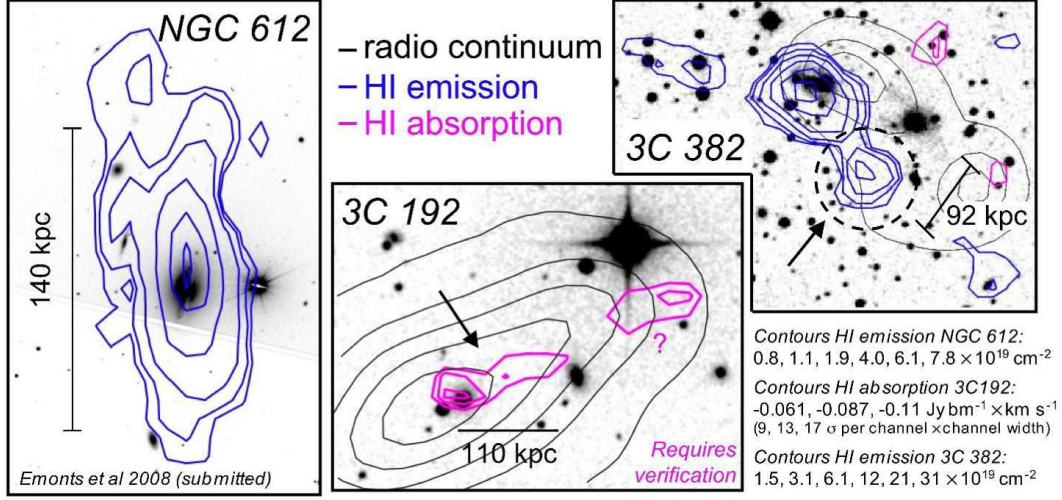 NGC 612
140 kpc
Emonts et al 2008 (submitted)
– radio continuum
– HI emission
– HI absorption
3C 192
?
110 kpc
Requires
verification
3C 382
92 kpc
Contours HI emission NGC 612:
0.8, 1.1, 1.9, 4.0, 6.1, 7.8 × 10¹⁹ cm⁻²
Contours HI absorption 3C192:
-0.061, -0.087, -0.11 Jy bm⁻¹ × km s⁻¹
(9, 13, 17 σ per channel ×channel width)
Contours HI emission 3C 382:
1.5, 3.1, 6.1, 12, 21, 31 × 10¹⁹ cm⁻²